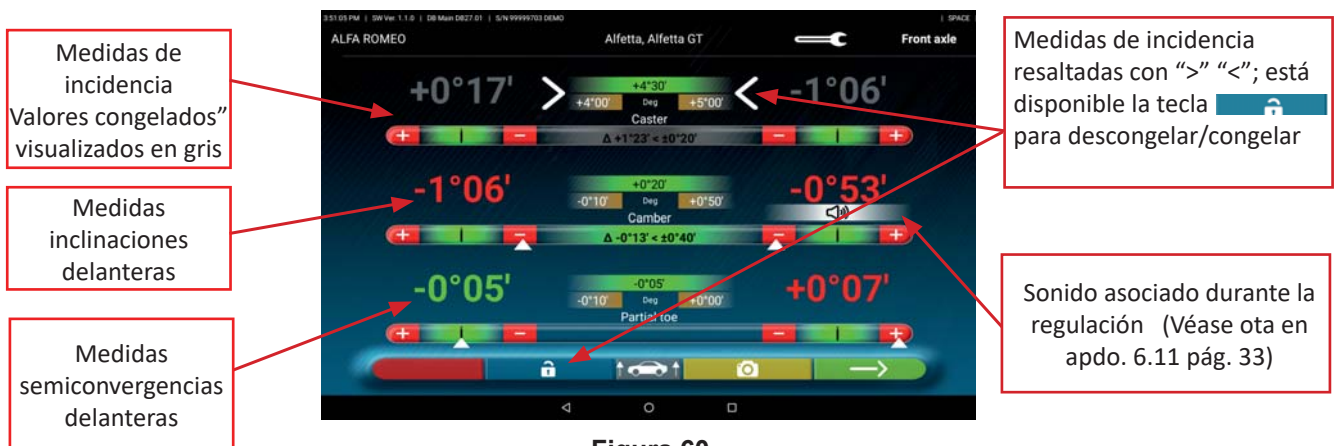 3:51:05 PM | SW Ver. 1.1.0 | DB Main DB27.01 | S/N 99999703 DEMO | SPACE
ALFA ROMEO Alfetta, Alfetta GT Front axle
Medidas de
incidencia
Valores congelados”
visualizados en gris
Medidas
inclinaciones
delanteras
Medidas
semiconvergencias
delanteras
+0°17' > +4°30' < -1°06'
+4°00' Deg +5°00'
Caster
+ - Δ +1°23' < ±0°20' - +
-1°06' +0°20' -0°53'
-0°10' Deg +0°50'
Camber
+ - Δ -0°13' < ±0°40' - +
-0°05' -0°05' +0°07'
-0°10' Deg +0°00'
Partial toe
+ - - +
Medidas de incidencia
resaltadas con “>” “<”; está
disponible la tecla
para descongelar/congelar
Sonido asociado durante la
regulación (Véase ota en
apdo. 6.11 pág. 33)
Figura 60